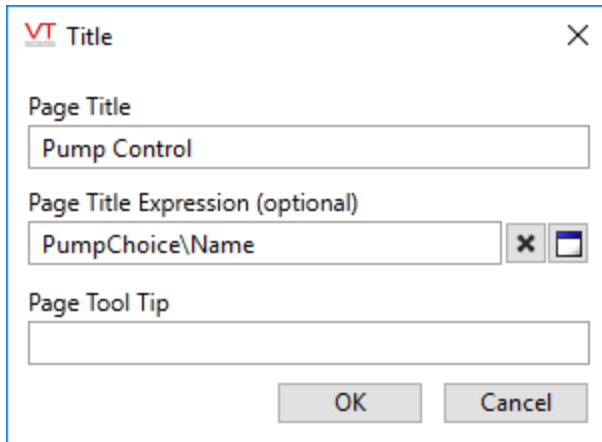 VT Title
Page Title
Pump Control
Page Title Expression (optional)
PumpChoice\Name
Page Tool Tip
OK Cancel